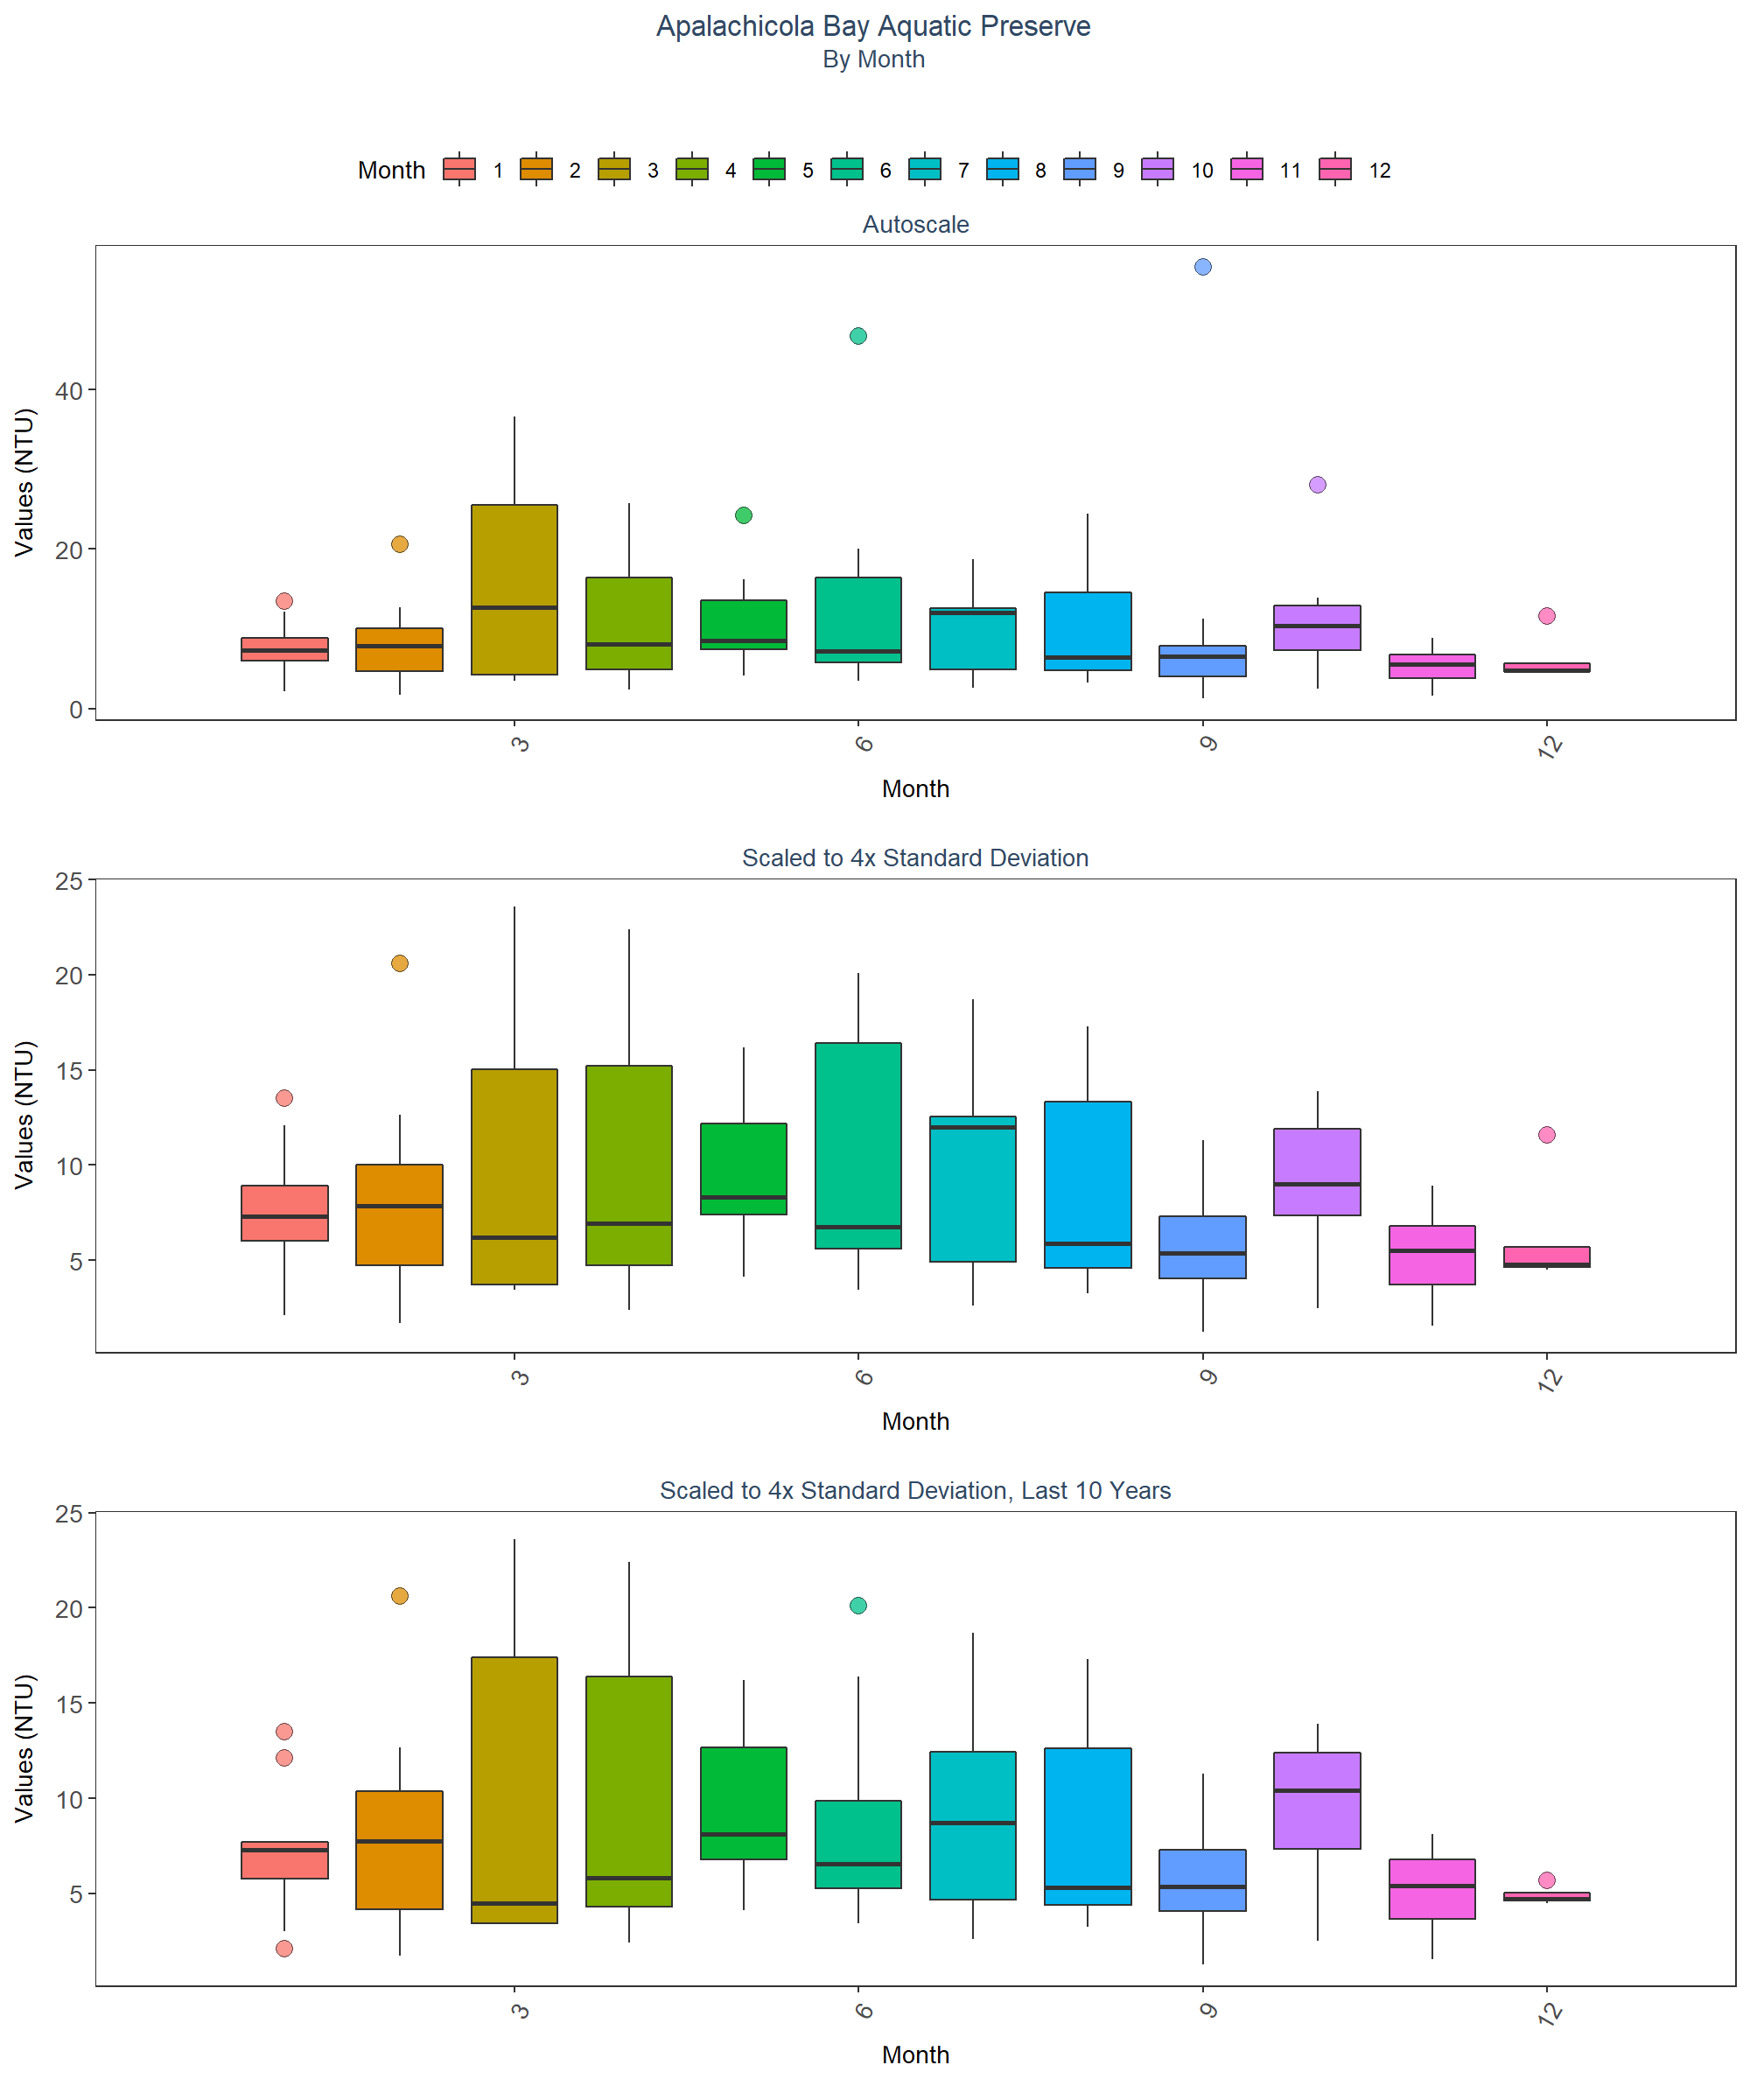 Apalachicola Bay Aquatic Preserve
By Month
Month 1 2 3 4 5 6 7 8 9 10 11 12
Autoscale
Values (NTU)
40
20
0
3 6 9 12
Month
Scaled to 4x Standard Deviation
Values (NTU)
25
20
15
10
5
3 6 9 12
Month
Scaled to 4x Standard Deviation, Last 10 Years
Values (NTU)
25
20
15
10
5
3 6 9 12
Month